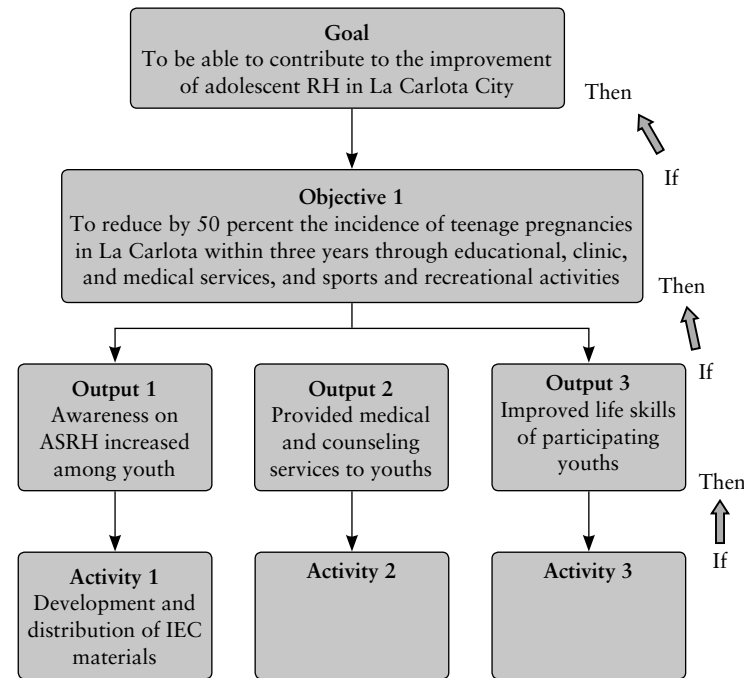 Goal
To be able to contribute to the improvement
of adolescent RH in La Carlota City
Then
If
Objective 1
To reduce by 50 percent the incidence of teenage pregnancies
in La Carlota within three years through educational, clinic,
and medical services, and sports and recreational activities
Then
If
Output 1
Awareness on
ASRH increased
among youth
Output 2
Provided medical
and counseling
services to youths
Output 3
Improved life skills
of participating
youths
Then
If
Activity 1
Development and
distribution of IEC
materials
Activity 2
Activity 3